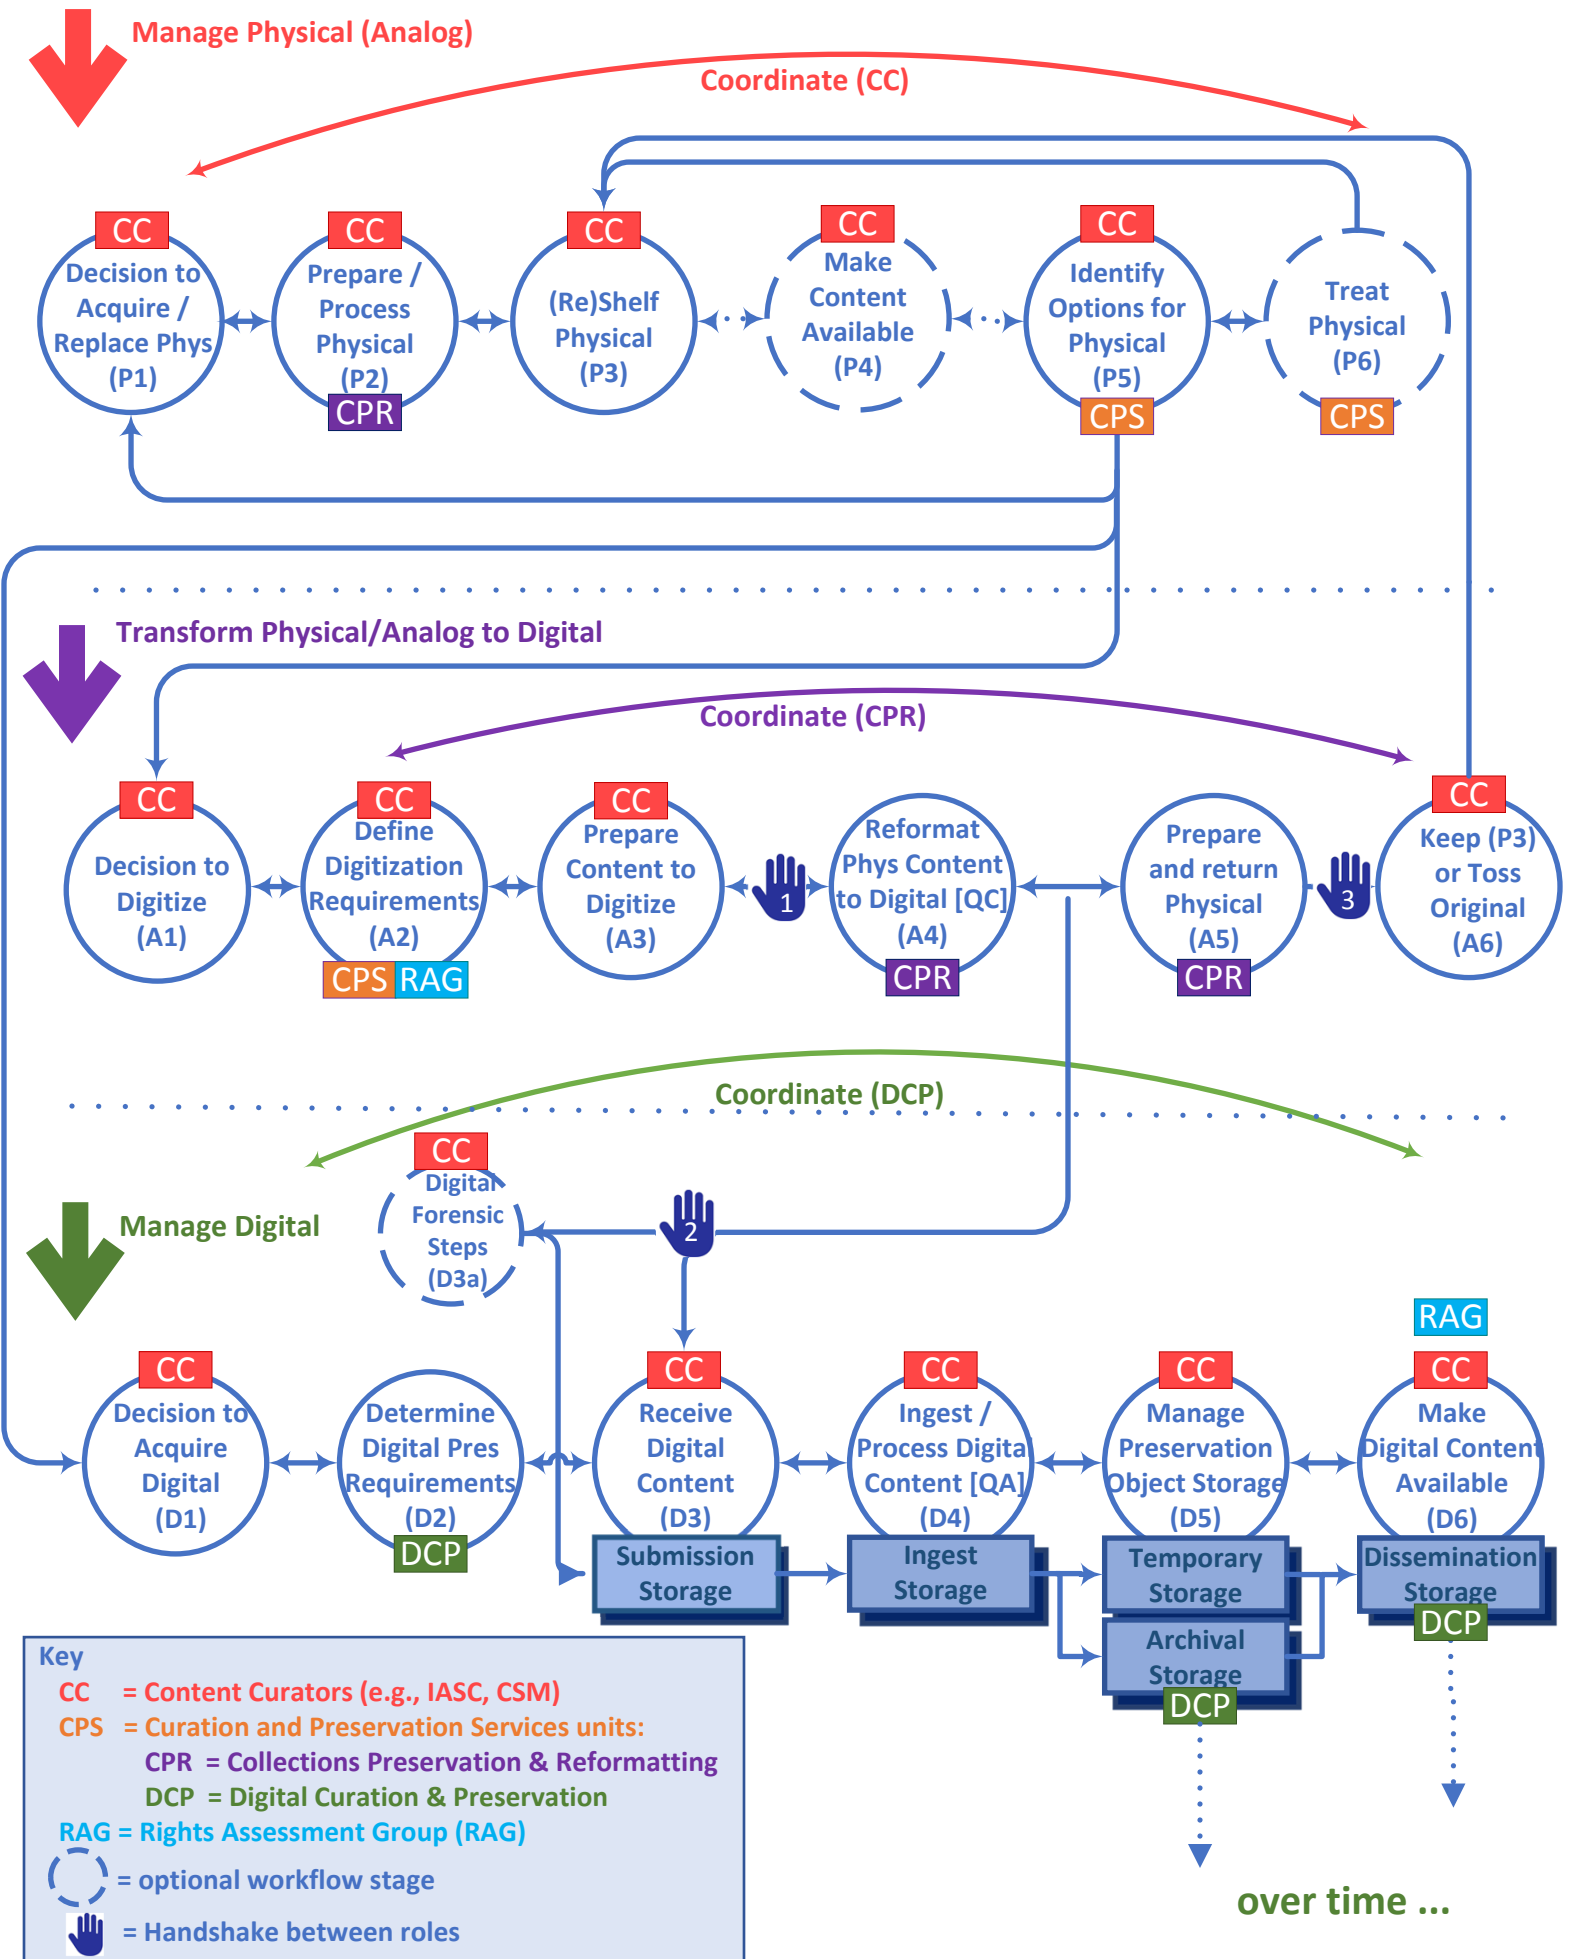 Manage Physical (Analog)
Coordinate (CC)
CC
Decision to
Acquire /
Replace Phys
(P1)
CC
Prepare /
Process
Physical
(P2)
CPR
CC
(Re)Shelf
Physical
(P3)
CC
Make
Content
Available
(P4)
CC
Identify
Options for
Physical
(P5)
CPS
Treat
Physical
(P6)
CPS
Transform Physical/Analog to Digital
Coordinate (CPR)
CC
Decision to
Digitize
(A1)
CC
Define
Digitization
Requirements
(A2)
CPS
RAG
CC
Prepare
Content to
Digitize
(A3)
1
Reformat
Phys Content
to Digital [QC]
(A4)
CPR
Prepare
and return
Physical
(A5)
CPR
3
CC
Keep (P3)
or Toss
Original
(A6)
Coordinate (DCP)
Manage Digital
CC
Digital
Forensic
Steps
(D3a)
2
CC
Decision to
Acquire
Digital
(D1)
Determine
Digital Pres
Requirements
(D2)
DCP
CC
Receive
Digital
Content
(D3)
Submission
Storage
CC
Ingest /
Process Digital
Content [QA]
(D4)
Ingest
Storage
CC
Manage
Preservation
Object Storage
(D5)
Temporary
Storage
Archival
Storage
DCP
RAG
CC
Make
Digital Content
Available
(D6)
Dissemination
Storage
DCP
Key
CC = Content Curators (e.g., IASC, CSM)
CPS = Curation and Preservation Services units:
CPR = Collections Preservation & Reformatting
DCP = Digital Curation & Preservation
RAG = Rights Assessment Group (RAG)
= optional workflow stage
= Handshake between roles
over time ...